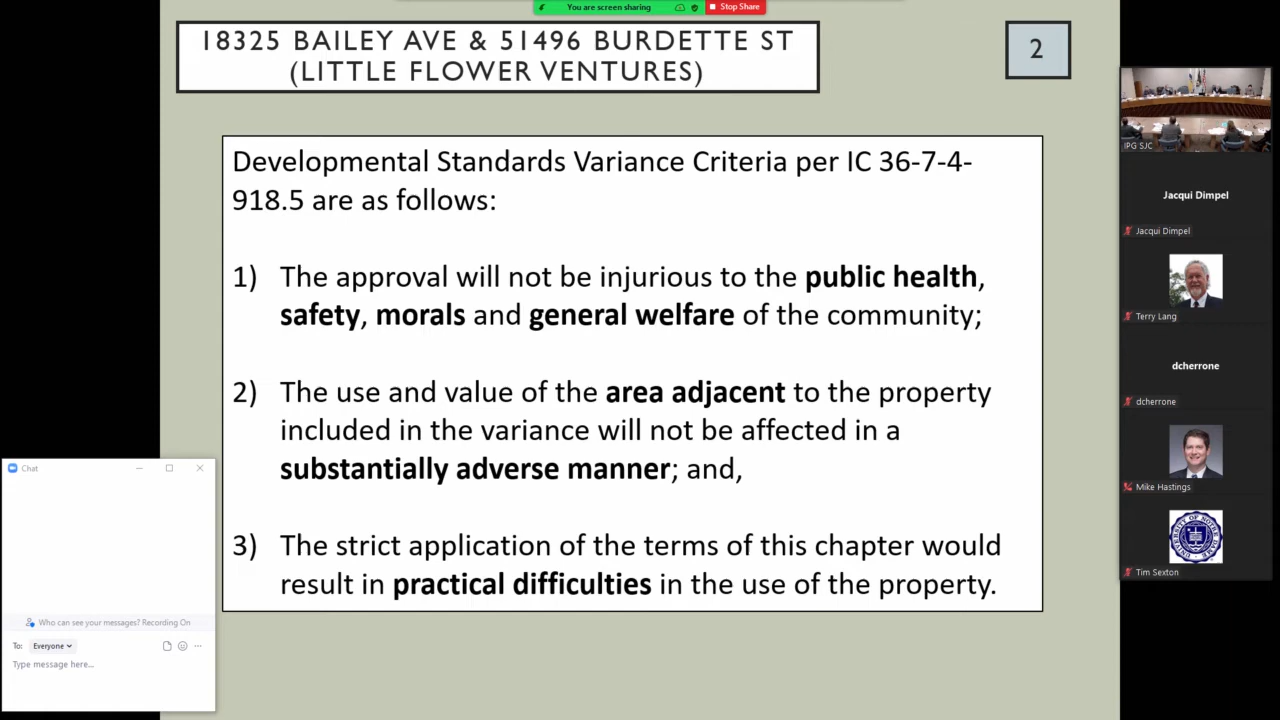 You are screen sharing
Stop Share
18325 BAILEY AVE & 51496 BURDETTE ST
(LITTLE FLOWER VENTURES)
2
Developmental Standards Variance Criteria per IC 36-7-4-
918.5 are as follows:
1) The approval will not be injurious to the public health,
safety, morals and general welfare of the community;
2) The use and value of the area adjacent to the property
included in the variance will not be affected in a
substantially adverse manner; and,
3) The strict application of the terms of this chapter would
result in practical difficulties in the use of the property.
Chat
Who can see your messages? Recording On
To: Everyone
Type message here...
IPG SJC
Jacqui Dimpel
Jacqui Dimpel
Terry Lang
dcherrone
dcherrone
Mike Hastings
Tim Sexton